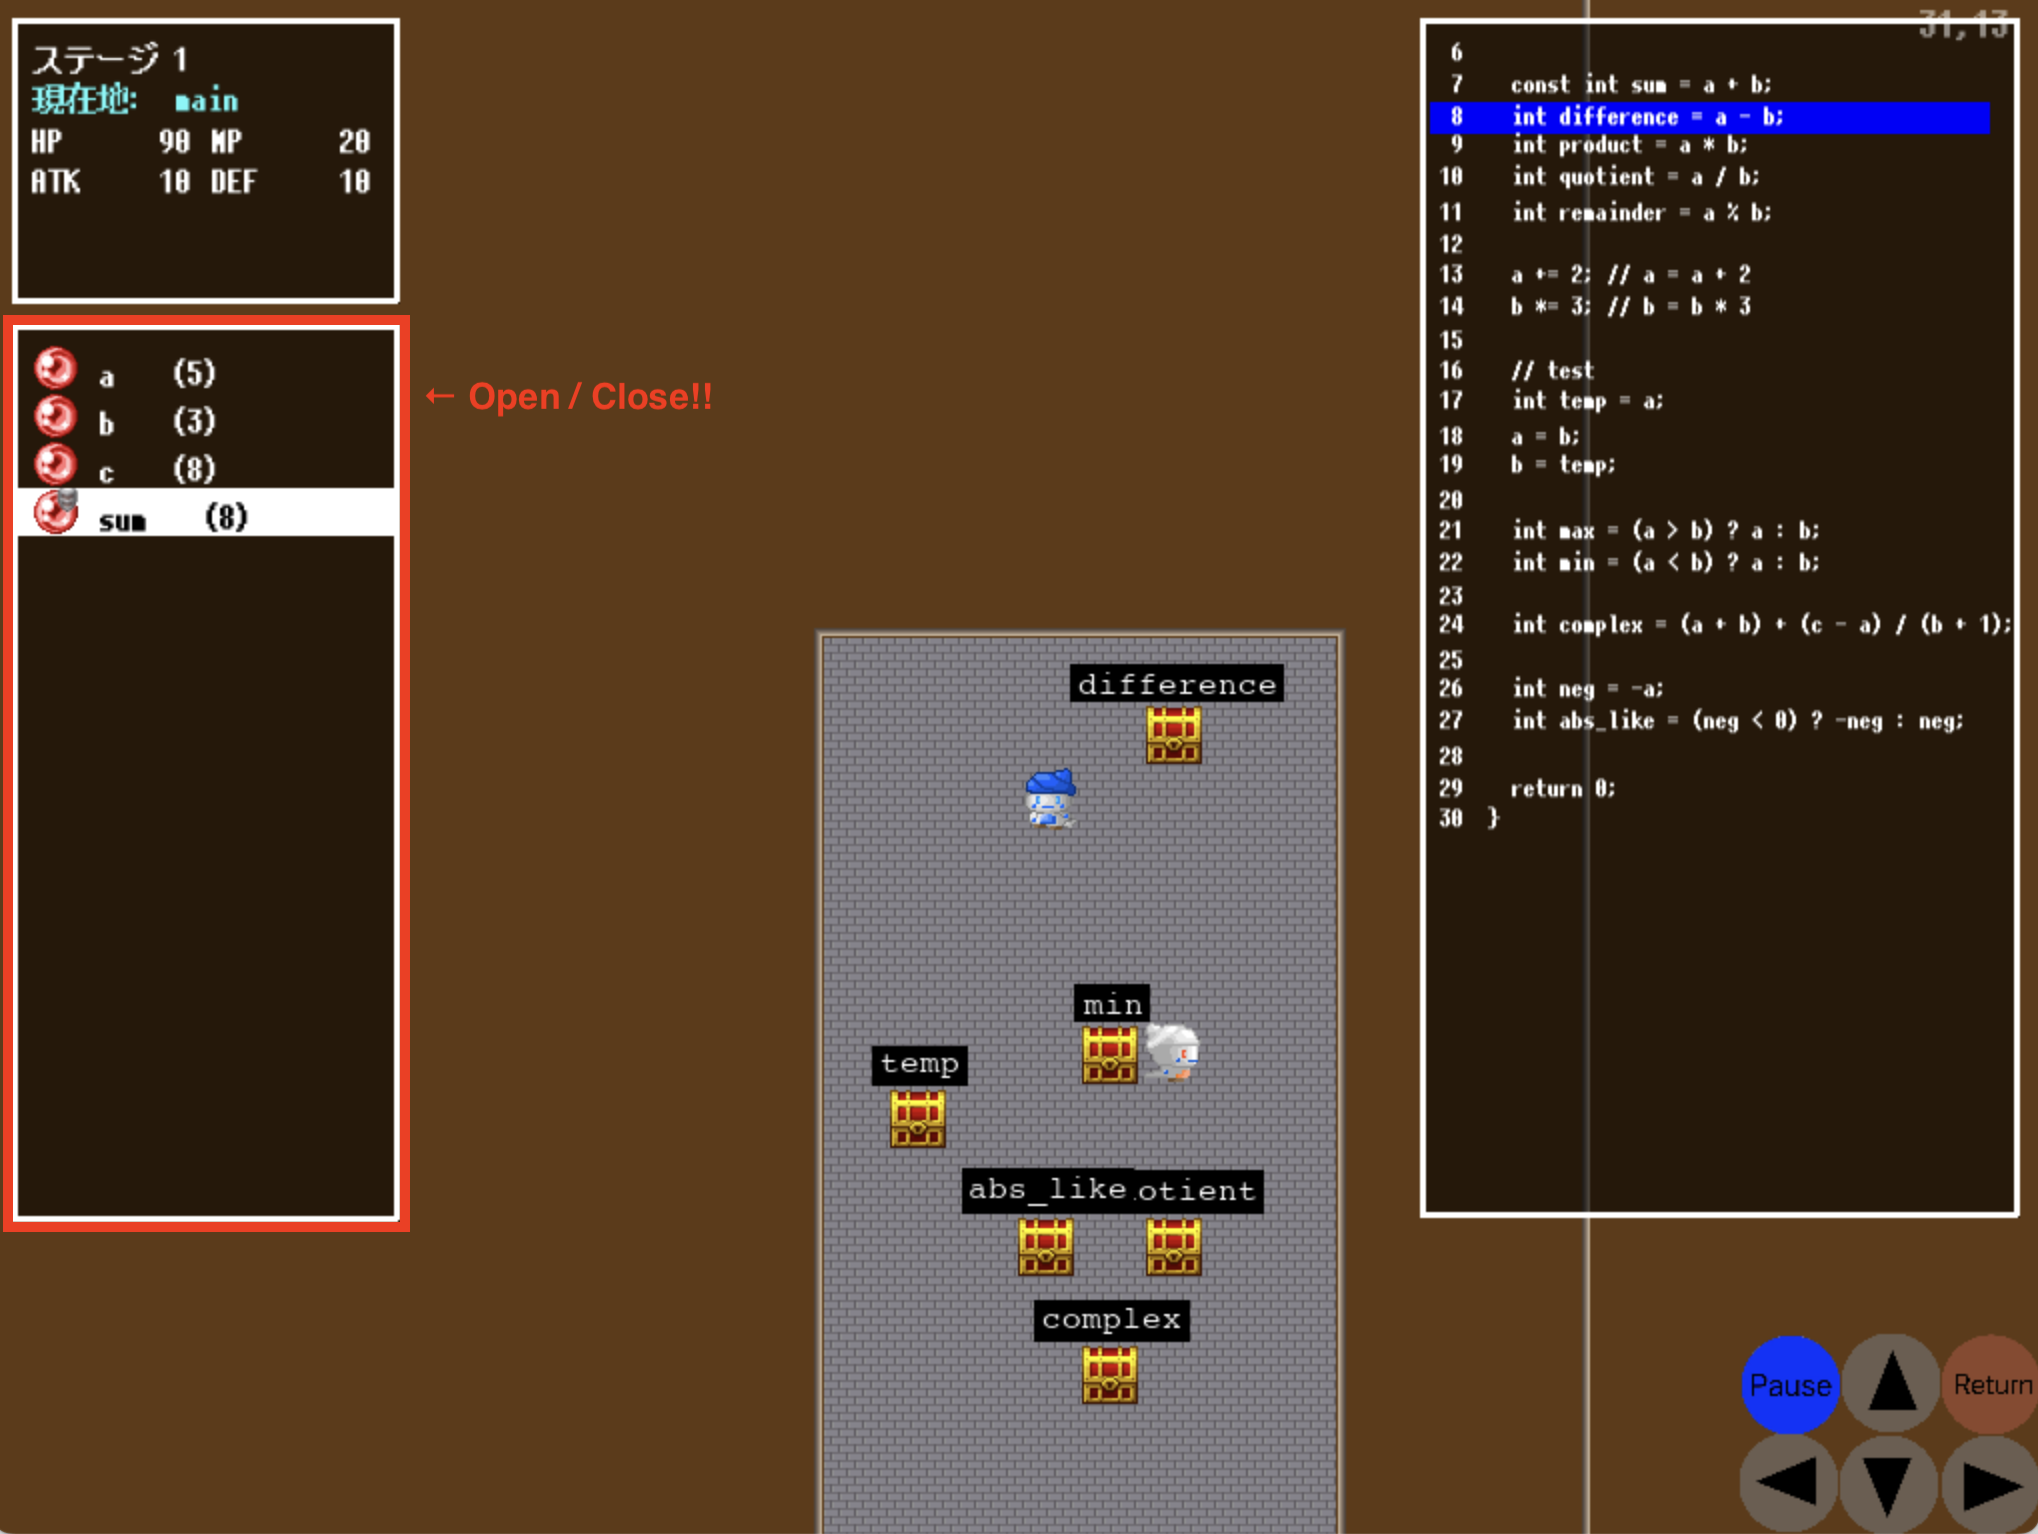 ステージ 1
現在地: main
HP 90 MP 20
ATK 10 DEF 10
a (5)
b (3)
c (8)
sum (8)
← Open / Close!!
difference
min
temp
abs_like
otient
complex
31,13
6
7 const int sum = a + b;
8 int difference = a - b;
9 int product = a * b;
10 int quotient = a / b;
11 int remainder = a % b;
12
13 a += 2; // a = a + 2
14 b *= 3; // b = b * 3
15
16 // test
17 int temp = a;
18 a = b;
19 b = temp;
20
21 int max = (a > b) ? a : b;
22 int min = (a < b) ? a : b;
23
24 int complex = (a + b) + (c - a) / (b + 1);
25
26 int neg = -a;
27 int abs_like = (neg < 0) ? -neg : neg;
28
29 return 0;
30 }
Pause
Return